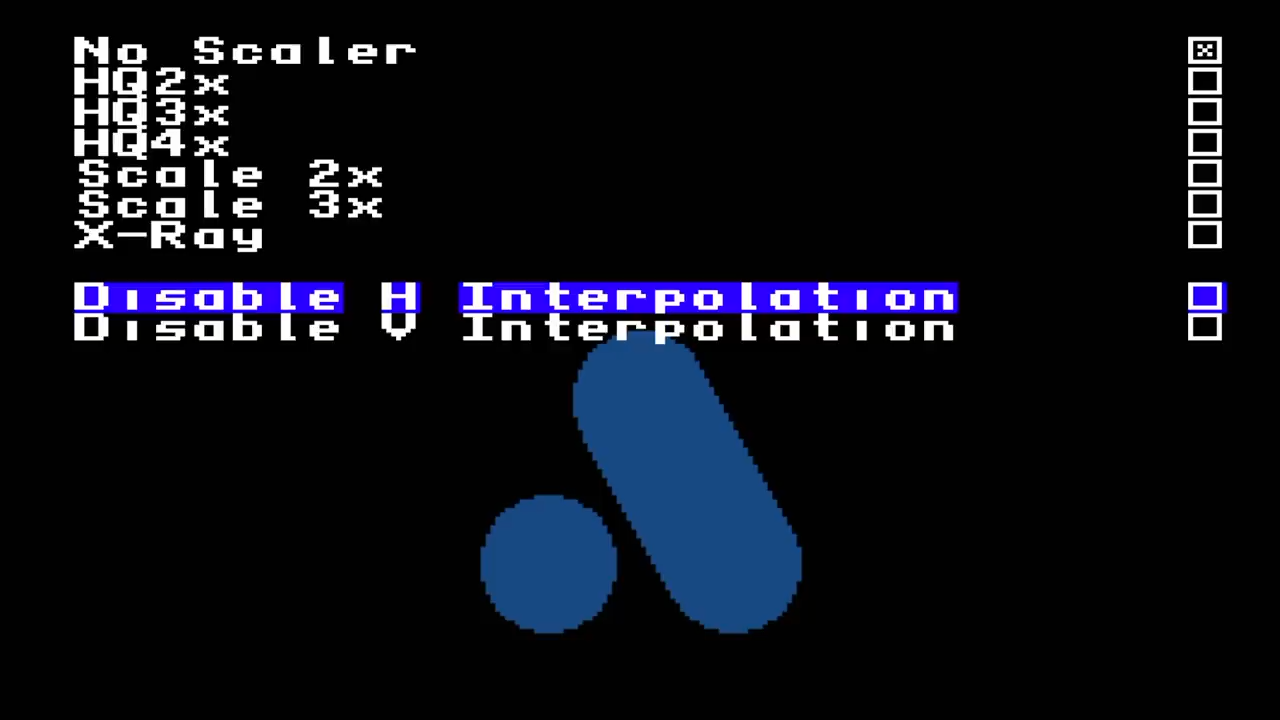 No Scaler
HQ2x
HQ3x
HQ4x
Scale 2x
Scale 3x
X-Ray
Disable H Interpolation
Disable V Interpolation